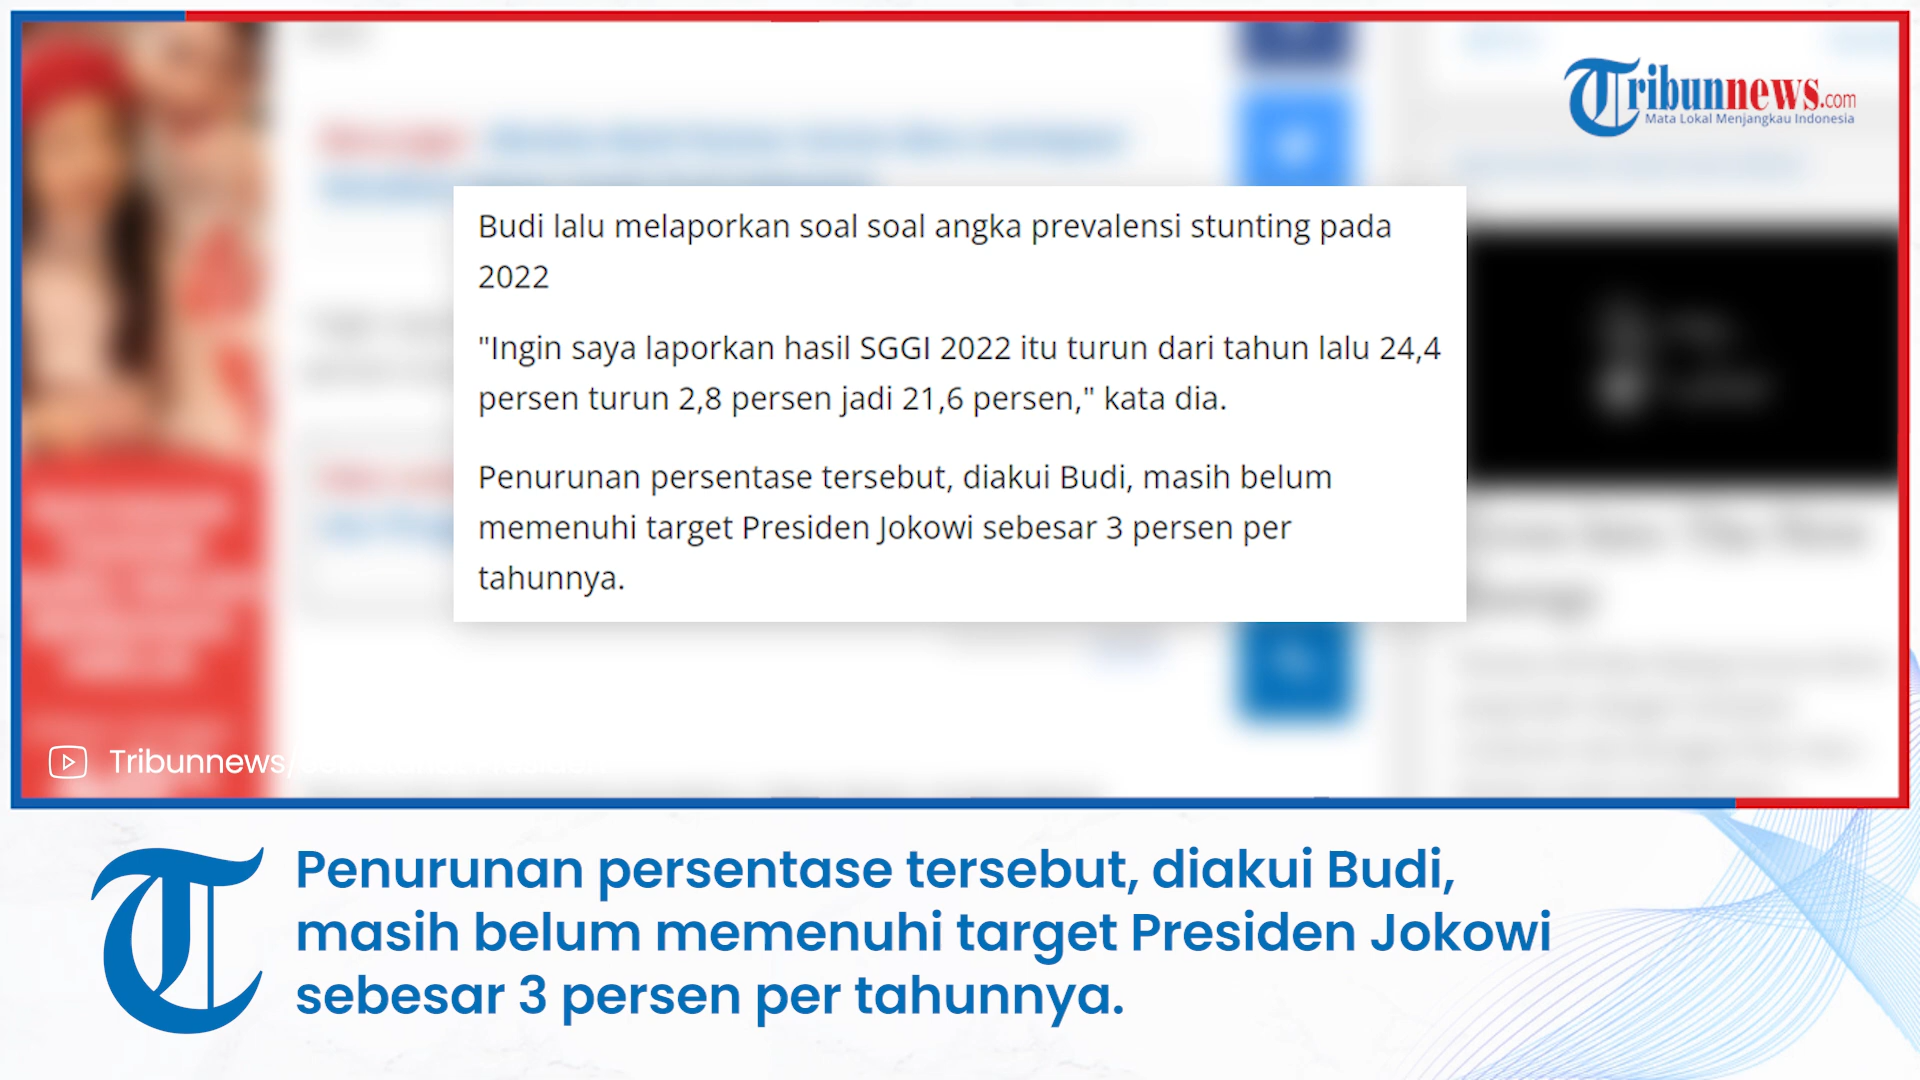 Tribunnews.com
Mata Lokal Menjangkau Indonesia
Budi lalu melaporkan soal soal angka prevalensi stunting pada
2022
"Ingin saya laporkan hasil SGGI 2022 itu turun dari tahun lalu 24,4
persen turun 2,8 persen jadi 21,6 persen," kata dia.
Penurunan persentase tersebut, diakui Budi, masih belum
memenuhi target Presiden Jokowi sebesar 3 persen per
tahunnya.
Tribunnews/
T Penurunan persentase tersebut, diakui Budi,
masih belum memenuhi target Presiden Jokowi
sebesar 3 persen per tahunnya.